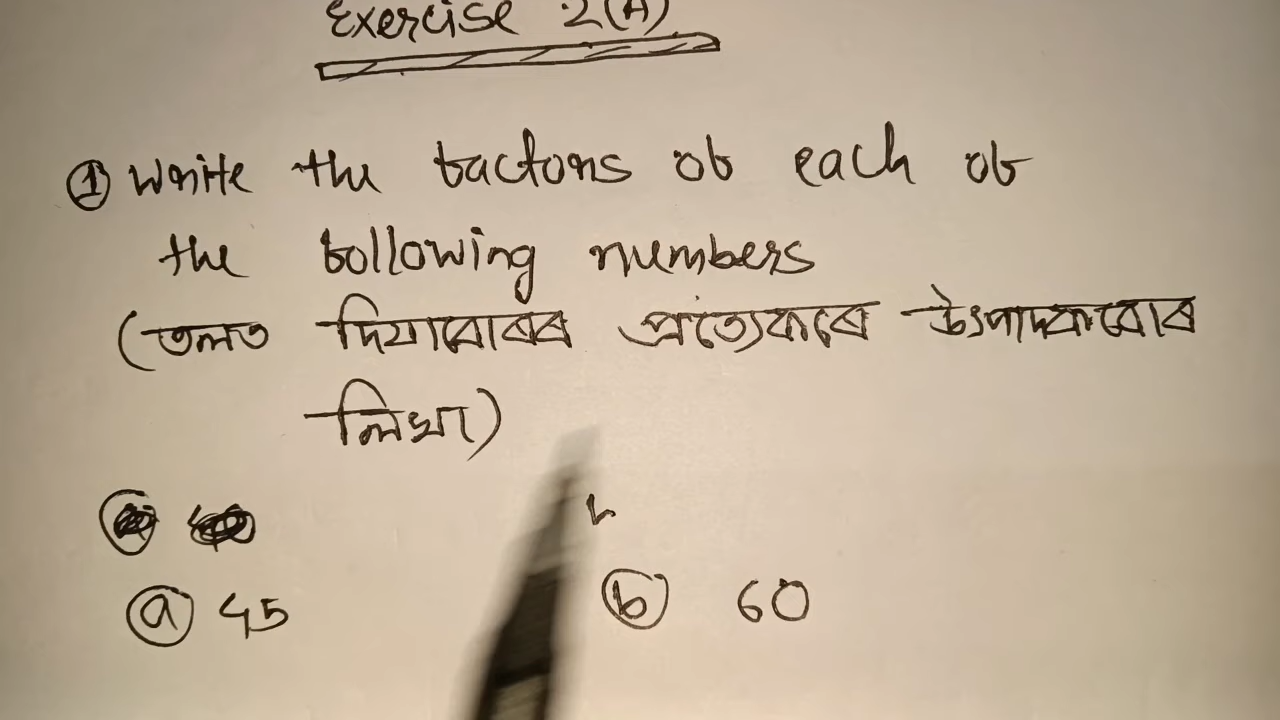 Exercise 2(A)
① Write the factors of each of
the following numbers
(তলত দিয়াবোৰৰ প্ৰত্যেকৰে উৎপাদকবোৰ
লিখা)
ⓐ 45 ⓑ 60